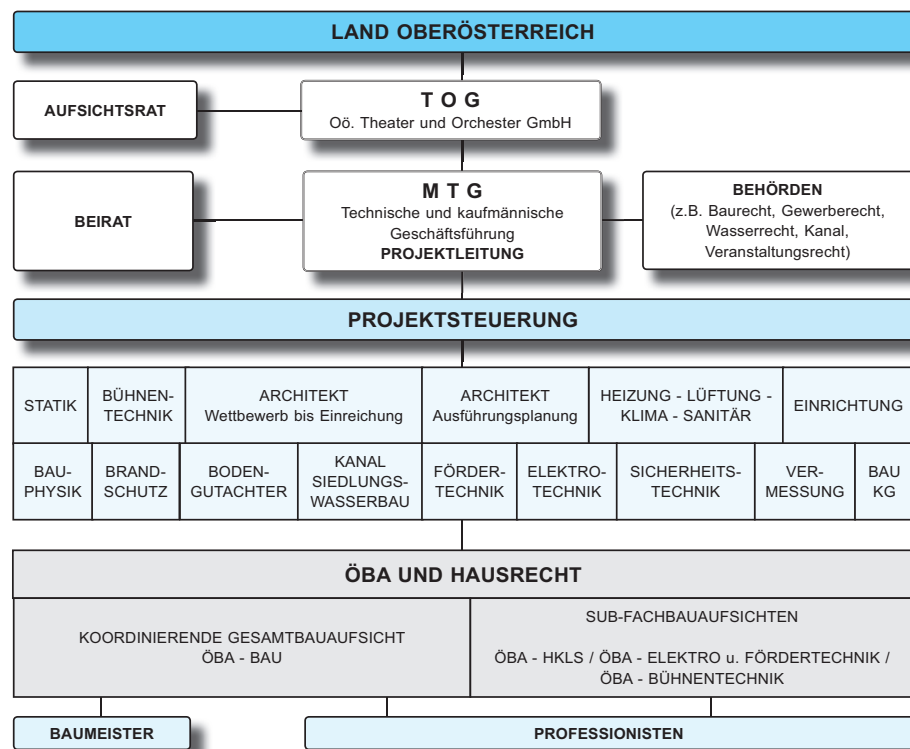 LAND OBERÖSTERREICH
AUFSICHTSRAT
T O G
Oö. Theater und Orchester GmbH
BEIRAT
M T G
Technische und kaufmännische
Geschäftsführung
PROJEKTLEITUNG
BEHÖRDEN
(z.B. Baurecht, Gewerberecht,
Wasserrecht, Kanal,
Veranstaltungsrecht)
PROJEKTSTEUERUNG
STATIK
BÜHNEN-
TECHNIK
ARCHITEKT
Wettbewerb bis Einreichung
ARCHITEKT
Ausführungsplanung
HEIZUNG - LÜFTUNG -
KLIMA - SANITÄR
EINRICHTUNG
BAU-
PHYSIK
BRAND-
SCHUTZ
BODEN-
GUTACHTER
KANAL
SIEDLUNGS-
WASSERBAU
FÖRDER-
TECHNIK
ELEKTRO-
TECHNIK
SICHERHEITS-
TECHNIK
VER-
MESSUNG
BAU
KG
ÖBA UND HAUSRECHT
KOORDINIERENDE GESAMTBAUAUFSICHT
ÖBA - BAU
SUB-FACHBAUAUFSICHTEN
ÖBA - HKLS / ÖBA - ELEKTRO u. FÖRDERTECHNIK /
ÖBA - BÜHNENTECHNIK
BAUMEISTER
PROFESSIONISTEN